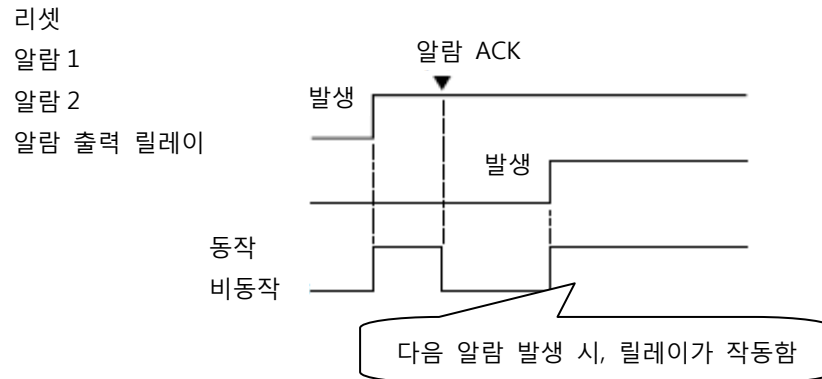 리셋
알람 1
알람 2
알람 출력 릴레이
알람 ACK
발생
발생
동작
비동작
다음 알람 발생 시, 릴레이가 작동함